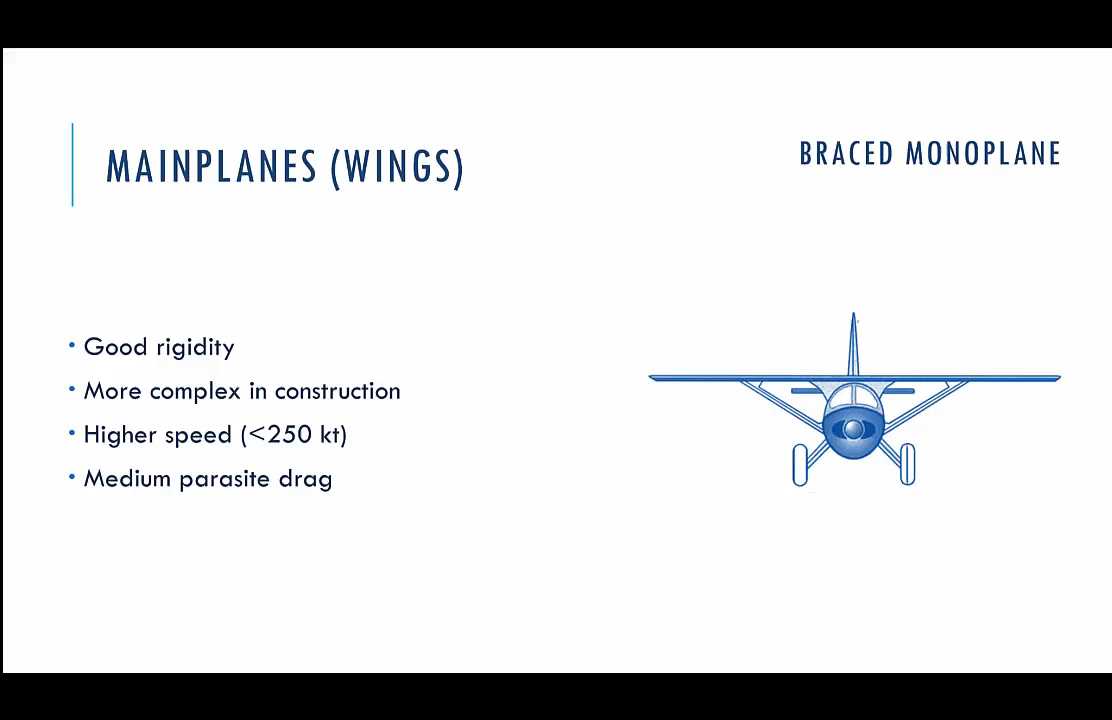 MAINPLANES (WINGS)
BRACED MONOPLANE
• Good rigidity
• More complex in construction
• Higher speed (<250 kt)
• Medium parasite drag